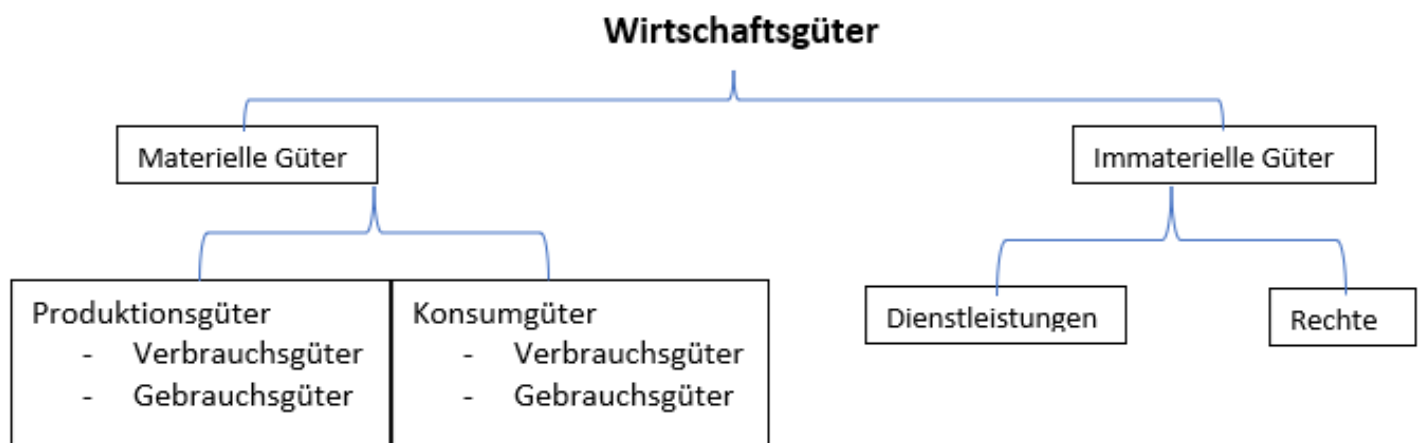 Wirtschaftsgüter
Materielle Güter
Immaterielle Güter
Produktionsgüter
- Verbrauchsgüter
- Gebrauchsgüter
Konsumgüter
- Verbrauchsgüter
- Gebrauchsgüter
Dienstleistungen
Rechte